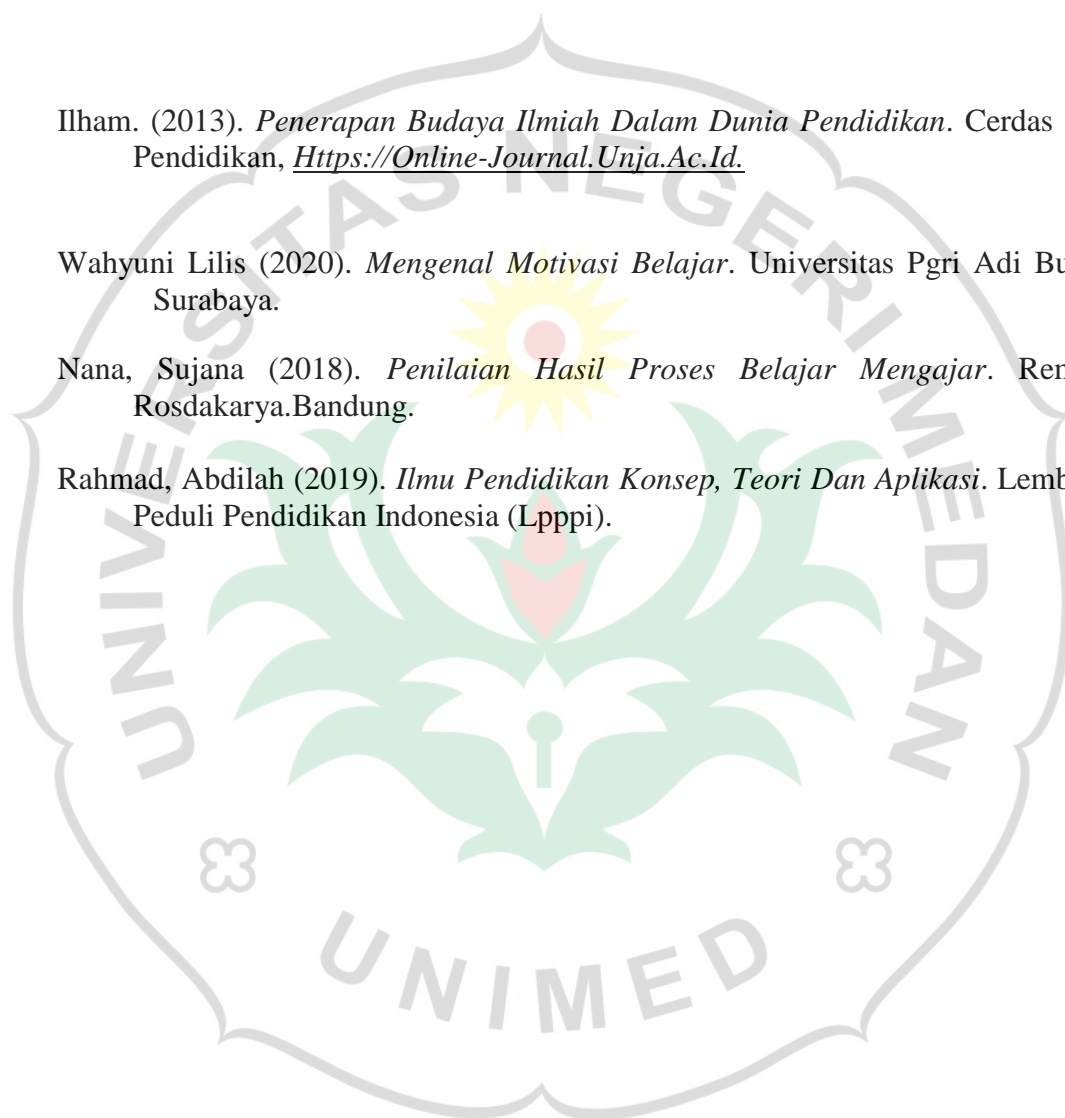 Ilham. (2013). Penerapan Budaya Ilmiah Dalam Dunia Pendidikan. Cerdas
Pendidikan, Https://Online-Journal.Unja.Ac.Id.
Wahyuni Lilis (2020). Mengenal Motivasi Belajar. Universitas Pgri Adi
Surabaya.
Nana, Sujana (2018). Penilaian Hasil Proses Belajar Mengajar.
Rosdakarya.Bandung.
Rahmad, Abdilah (2019). Ilmu Pendidikan Konsep, Teori Dan Aplikasi.
Peduli Pendidikan Indonesia (Lpppi).
UNIVERSITAS NEGERI MEDAN
UNIMED